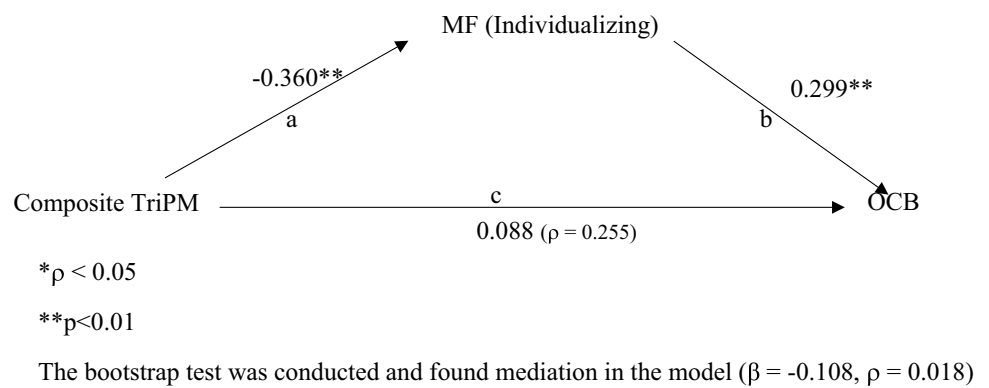 MF (Individualizing)
-0.360**
0.299**
a
b
Composite TriPM
c
OCB
0.088 (ρ = 0.255)
*ρ < 0.05
**p<0.01
The bootstrap test was conducted and found mediation in the model (β = -0.108, ρ = 0.018)